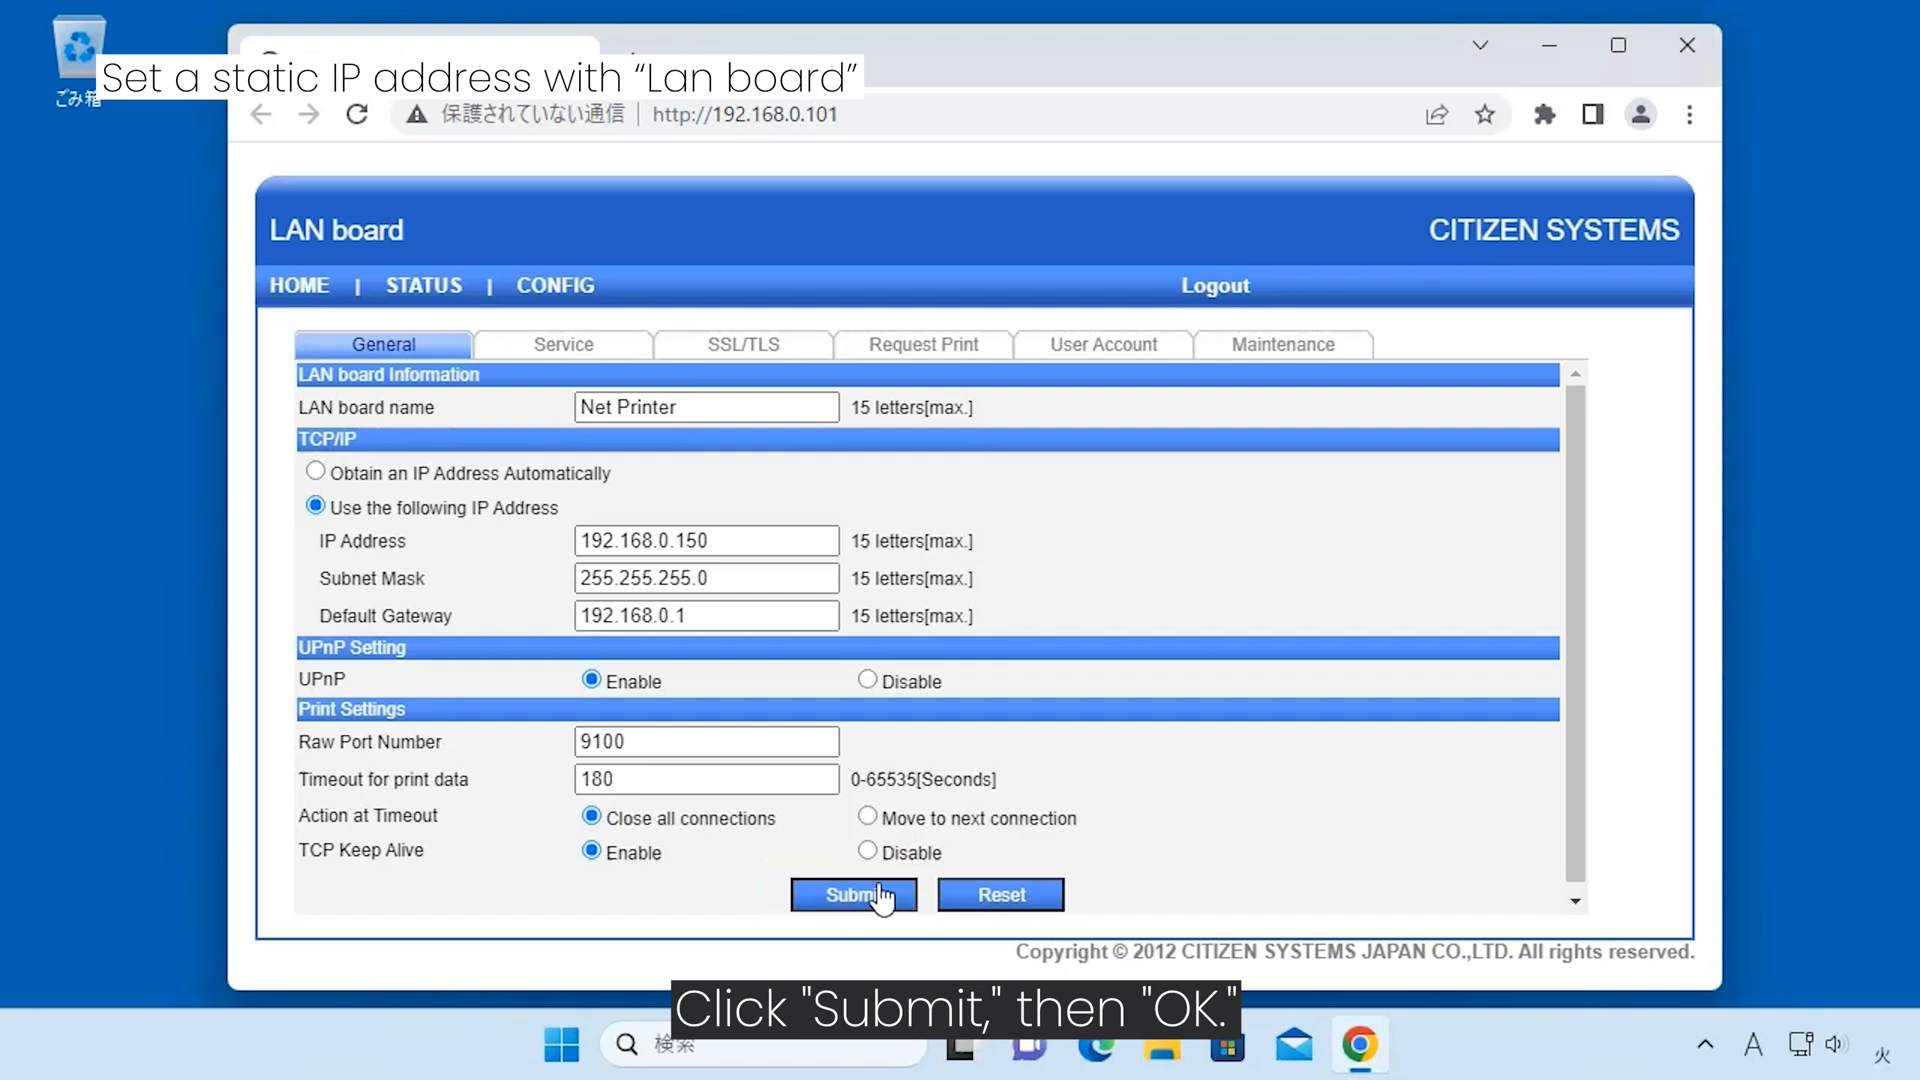 Set a static IP address with “Lan board”
ごみ箱
保護されていない通信 | http://192.168.0.101
LAN board
CITIZEN SYSTEMS
HOME | STATUS | CONFIG
Logout
General
Service
SSL/TLS
Request Print
User Account
Maintenance
LAN board Information
LAN board name Net Printer 15 letters[max.]
TCP/IP
Obtain an IP Address Automatically
Use the following IP Address
IP Address 192.168.0.150 15 letters[max.]
Subnet Mask 255.255.255.0 15 letters[max.]
Default Gateway 192.168.0.1 15 letters[max.]
UPnP Setting
UPnP Enable Disable
Print Settings
Raw Port Number 9100
Timeout for print data 180 0-65535[Seconds]
Action at Timeout Close all connections Move to next connection
TCP Keep Alive Enable Disable
Submit Reset
Copyright © 2012 CITIZEN SYSTEMS JAPAN CO.,LTD. All rights reserved.
Click "Submit," then "OK."
検索
A
火